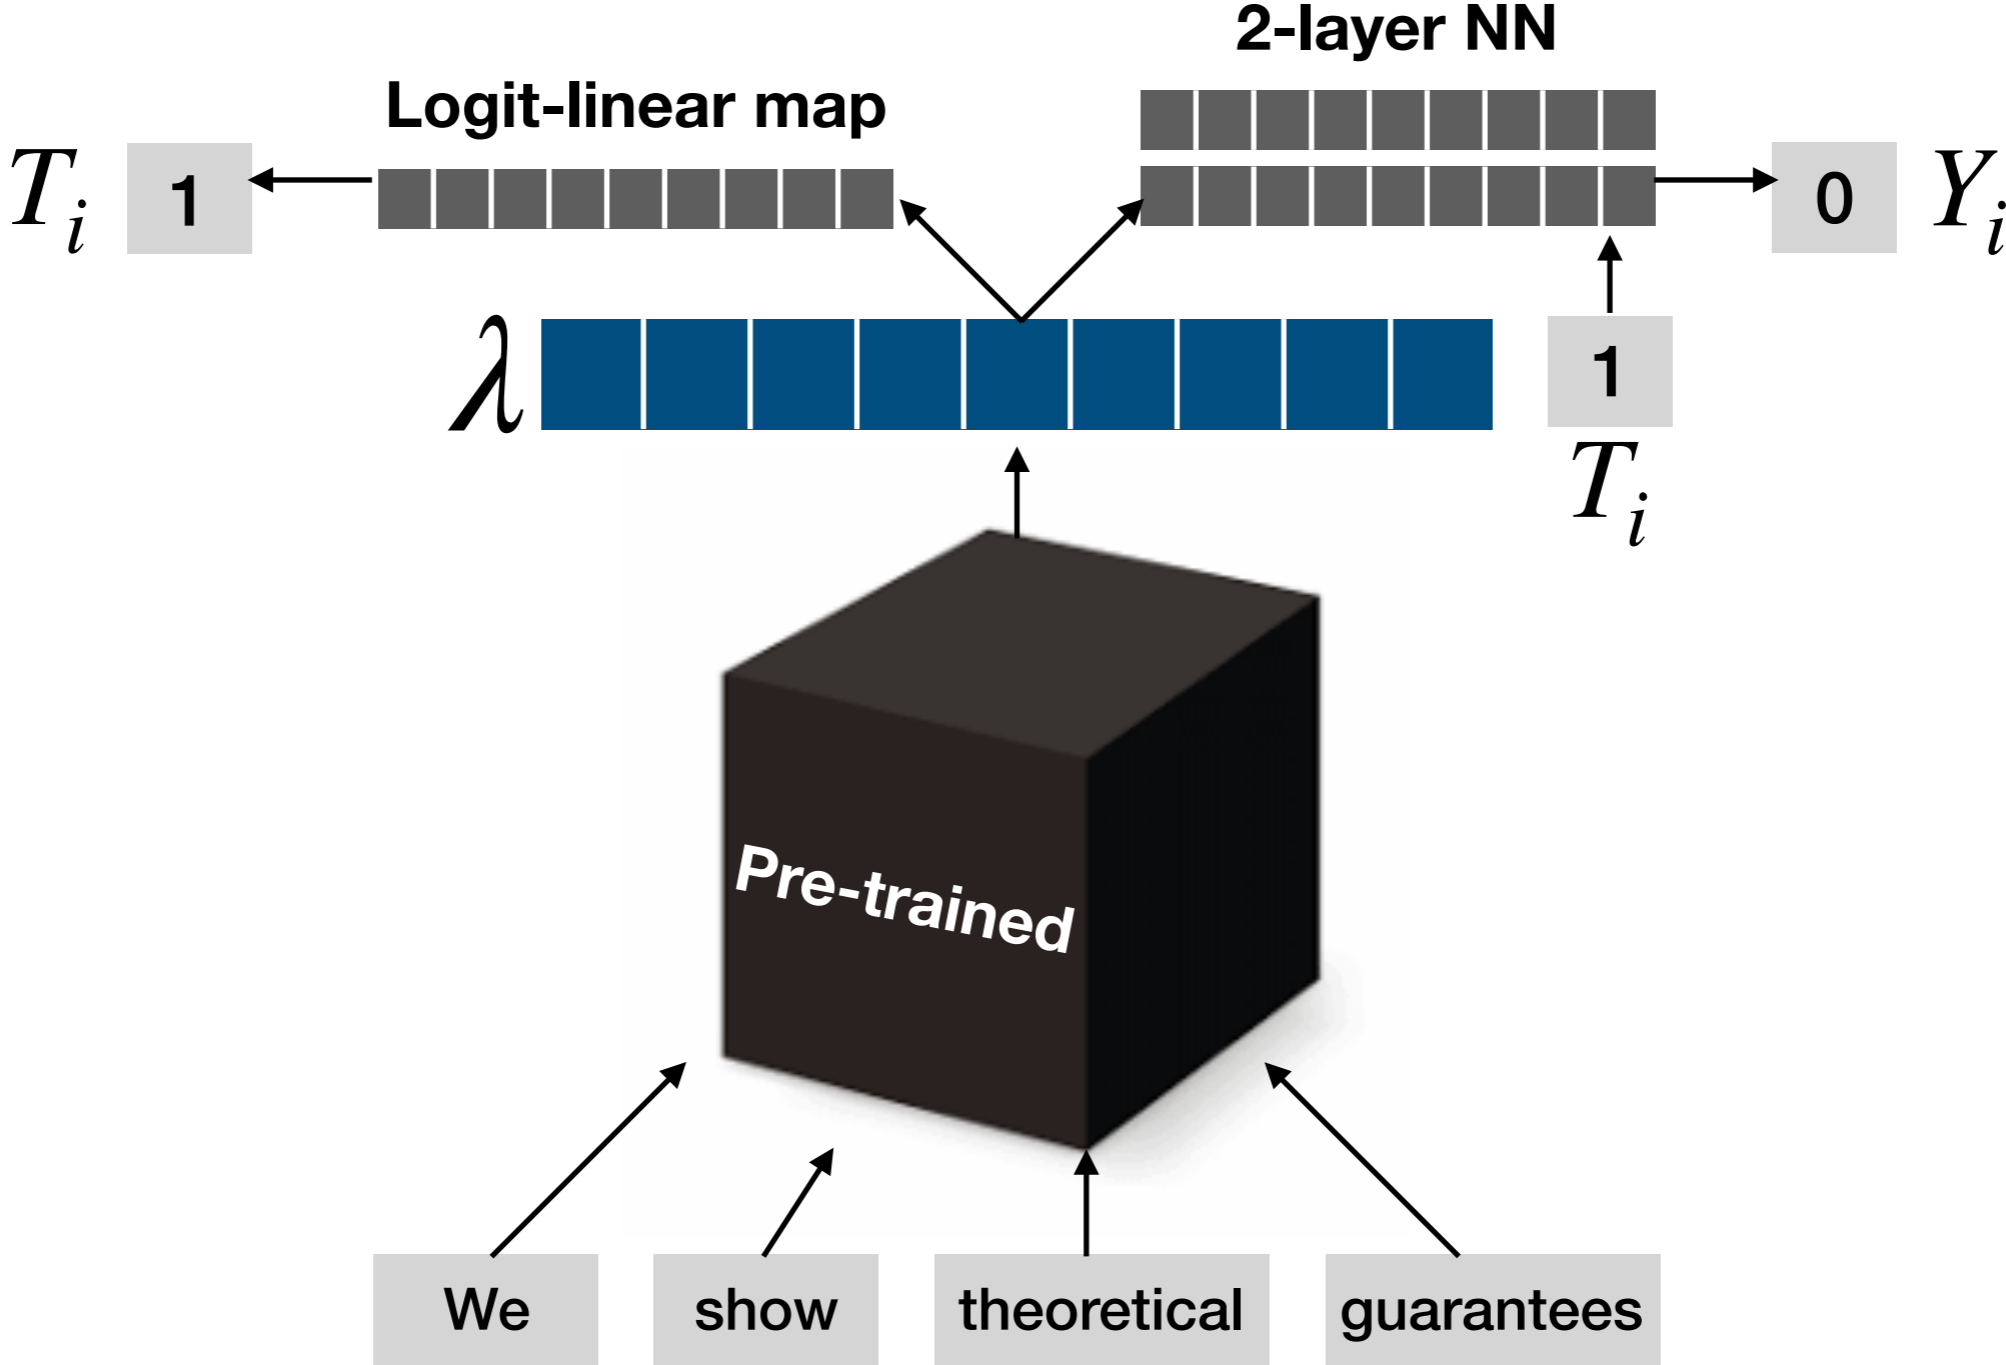 2-layer NN
Logit-linear map
T_i 1
0 Y_i
λ
1
T_i
Pre-trained
We show theoretical guarantees